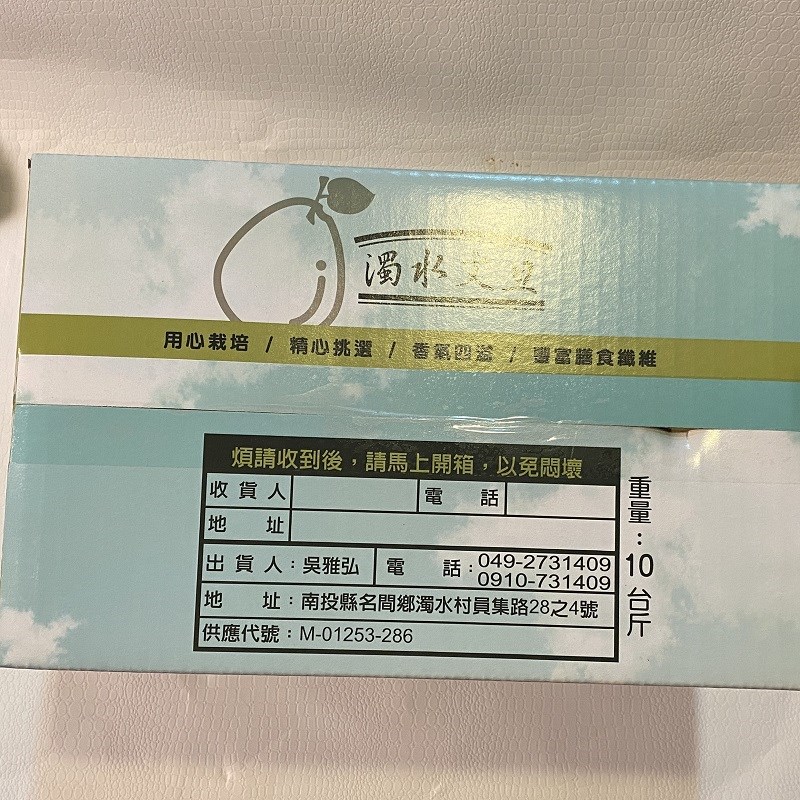 濁水文旦
用心栽培 / 精心挑選 / 香氣四溢 / 豐富膳食纖維
煩請收到後，請馬上開箱，以免悶壞
收貨人 電話
地址
出貨人：吳雅弘 電話：049-2731409
0910-731409
地址：南投縣名間鄉濁水村員集路28之4號
供應代號：M-01253-286
重量：10台斤